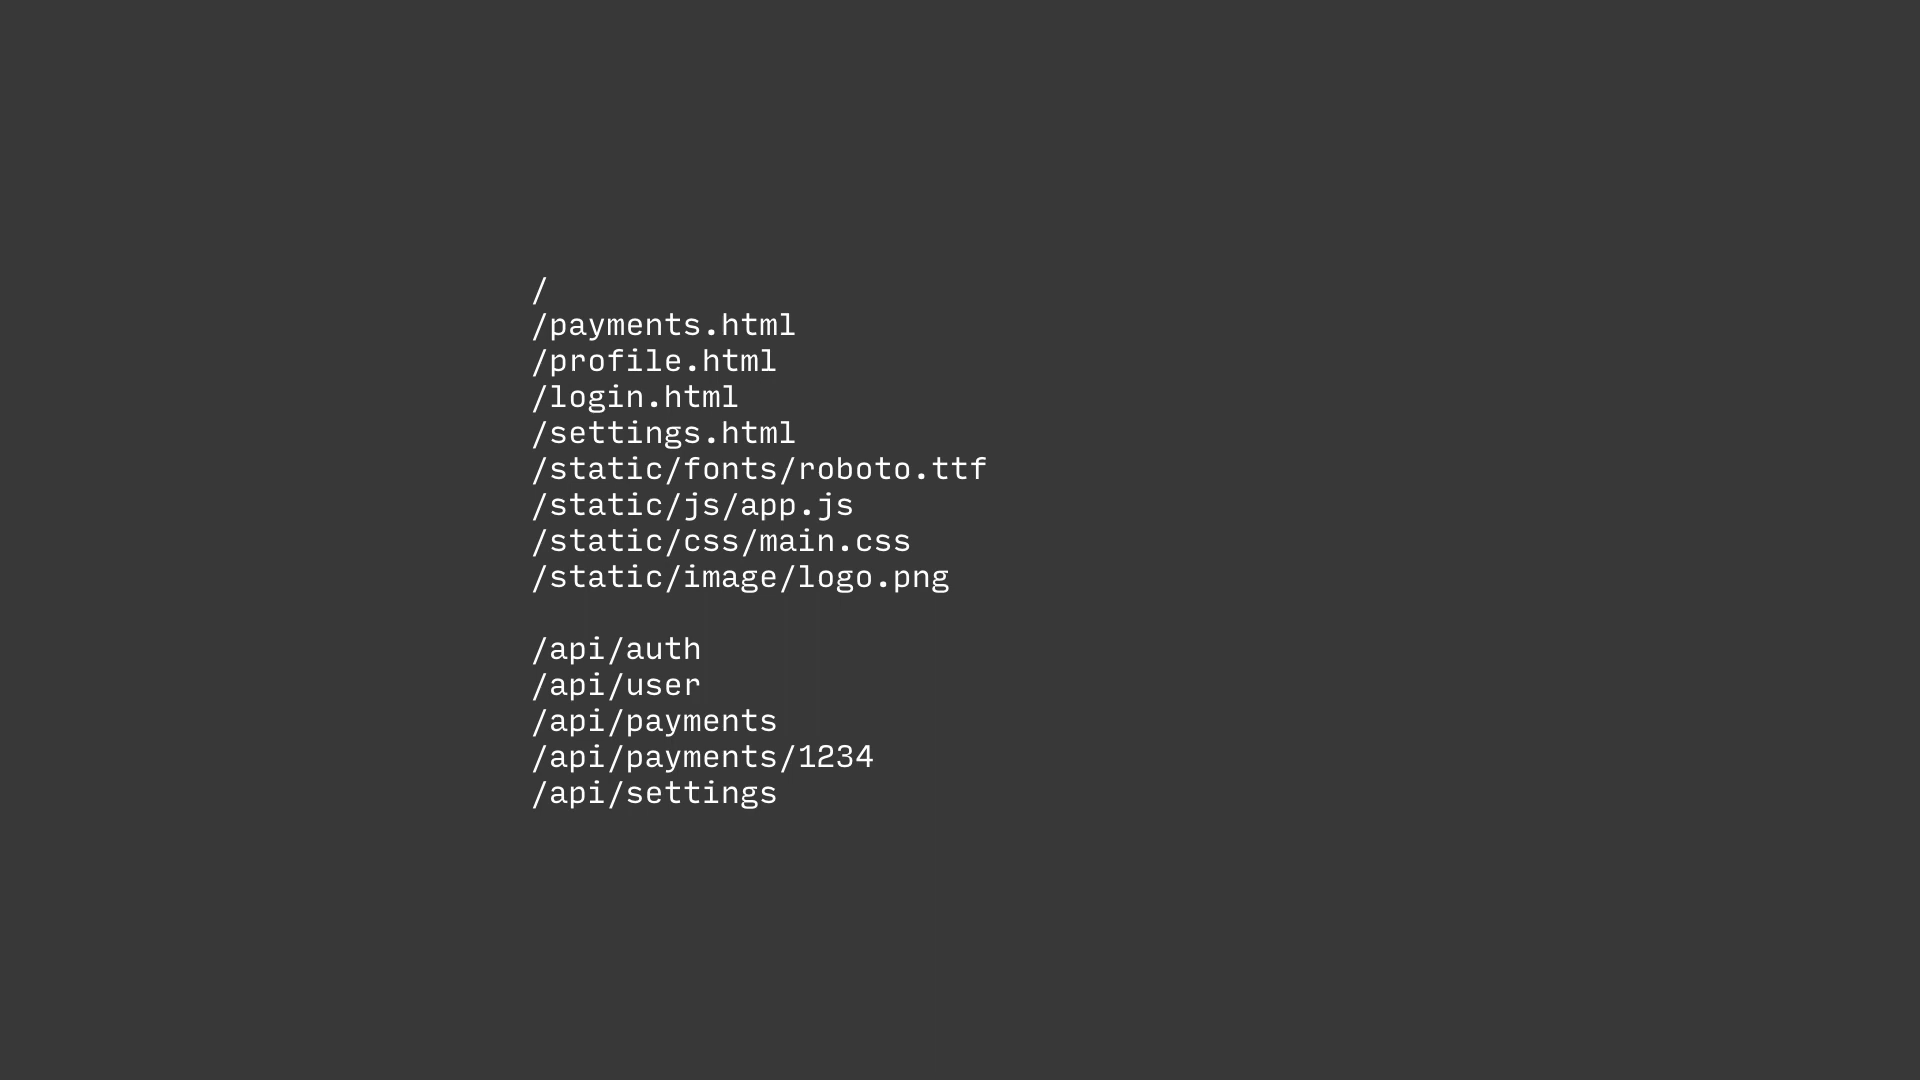 /
/payments.html
/profile.html
/login.html
/settings.html
/static/fonts/roboto.ttf
/static/js/app.js
/static/css/main.css
/static/image/logo.png
/api/auth
/api/user
/api/payments
/api/payments/1234
/api/settings